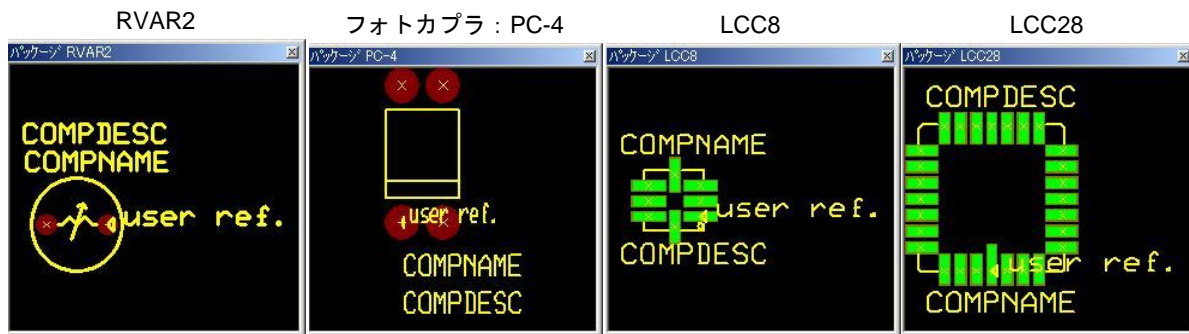 RVAR2
フォトカプラ：PC-4
LCC8
LCC28
パッケージ RVAR2
パッケージ PC-4
パッケージ LCC8
パッケージ LCC28
COMPDESC
COMPNAME
user ref.
user ref.
COMPNAME
COMPDESC
COMPNAME
user ref.
COMPDESC
COMPDESC
user ref.
COMPNAME